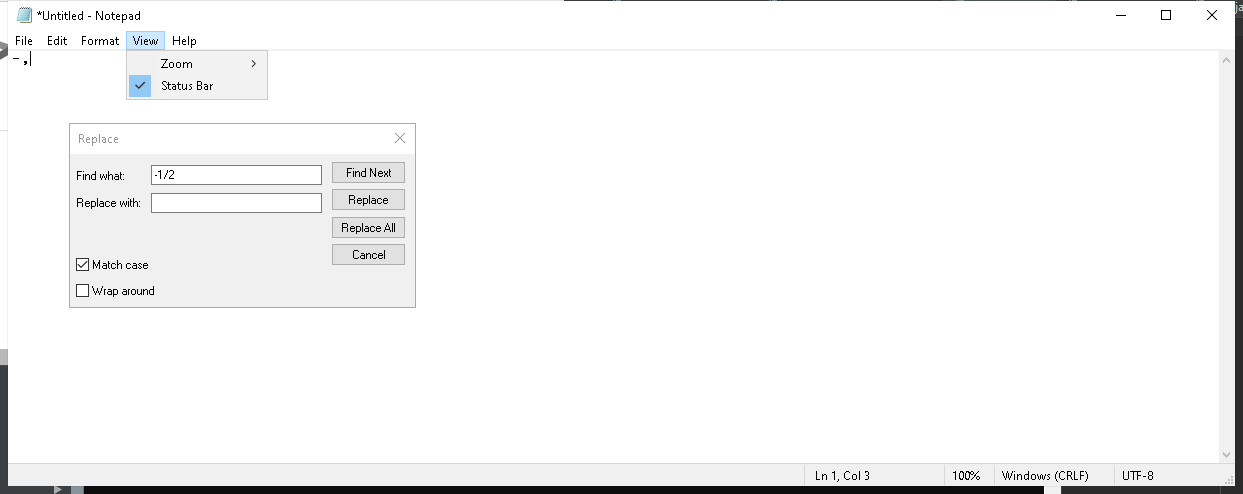 *Untitled - Notepad
File Edit Format View Help
-,
Zoom
Status Bar
Replace
Find what: -1/2 Find Next
Replace with: Replace
Replace All
Cancel
Match case
Wrap around
Ln 1, Col 3 100% Windows (CRLF) UTF-8